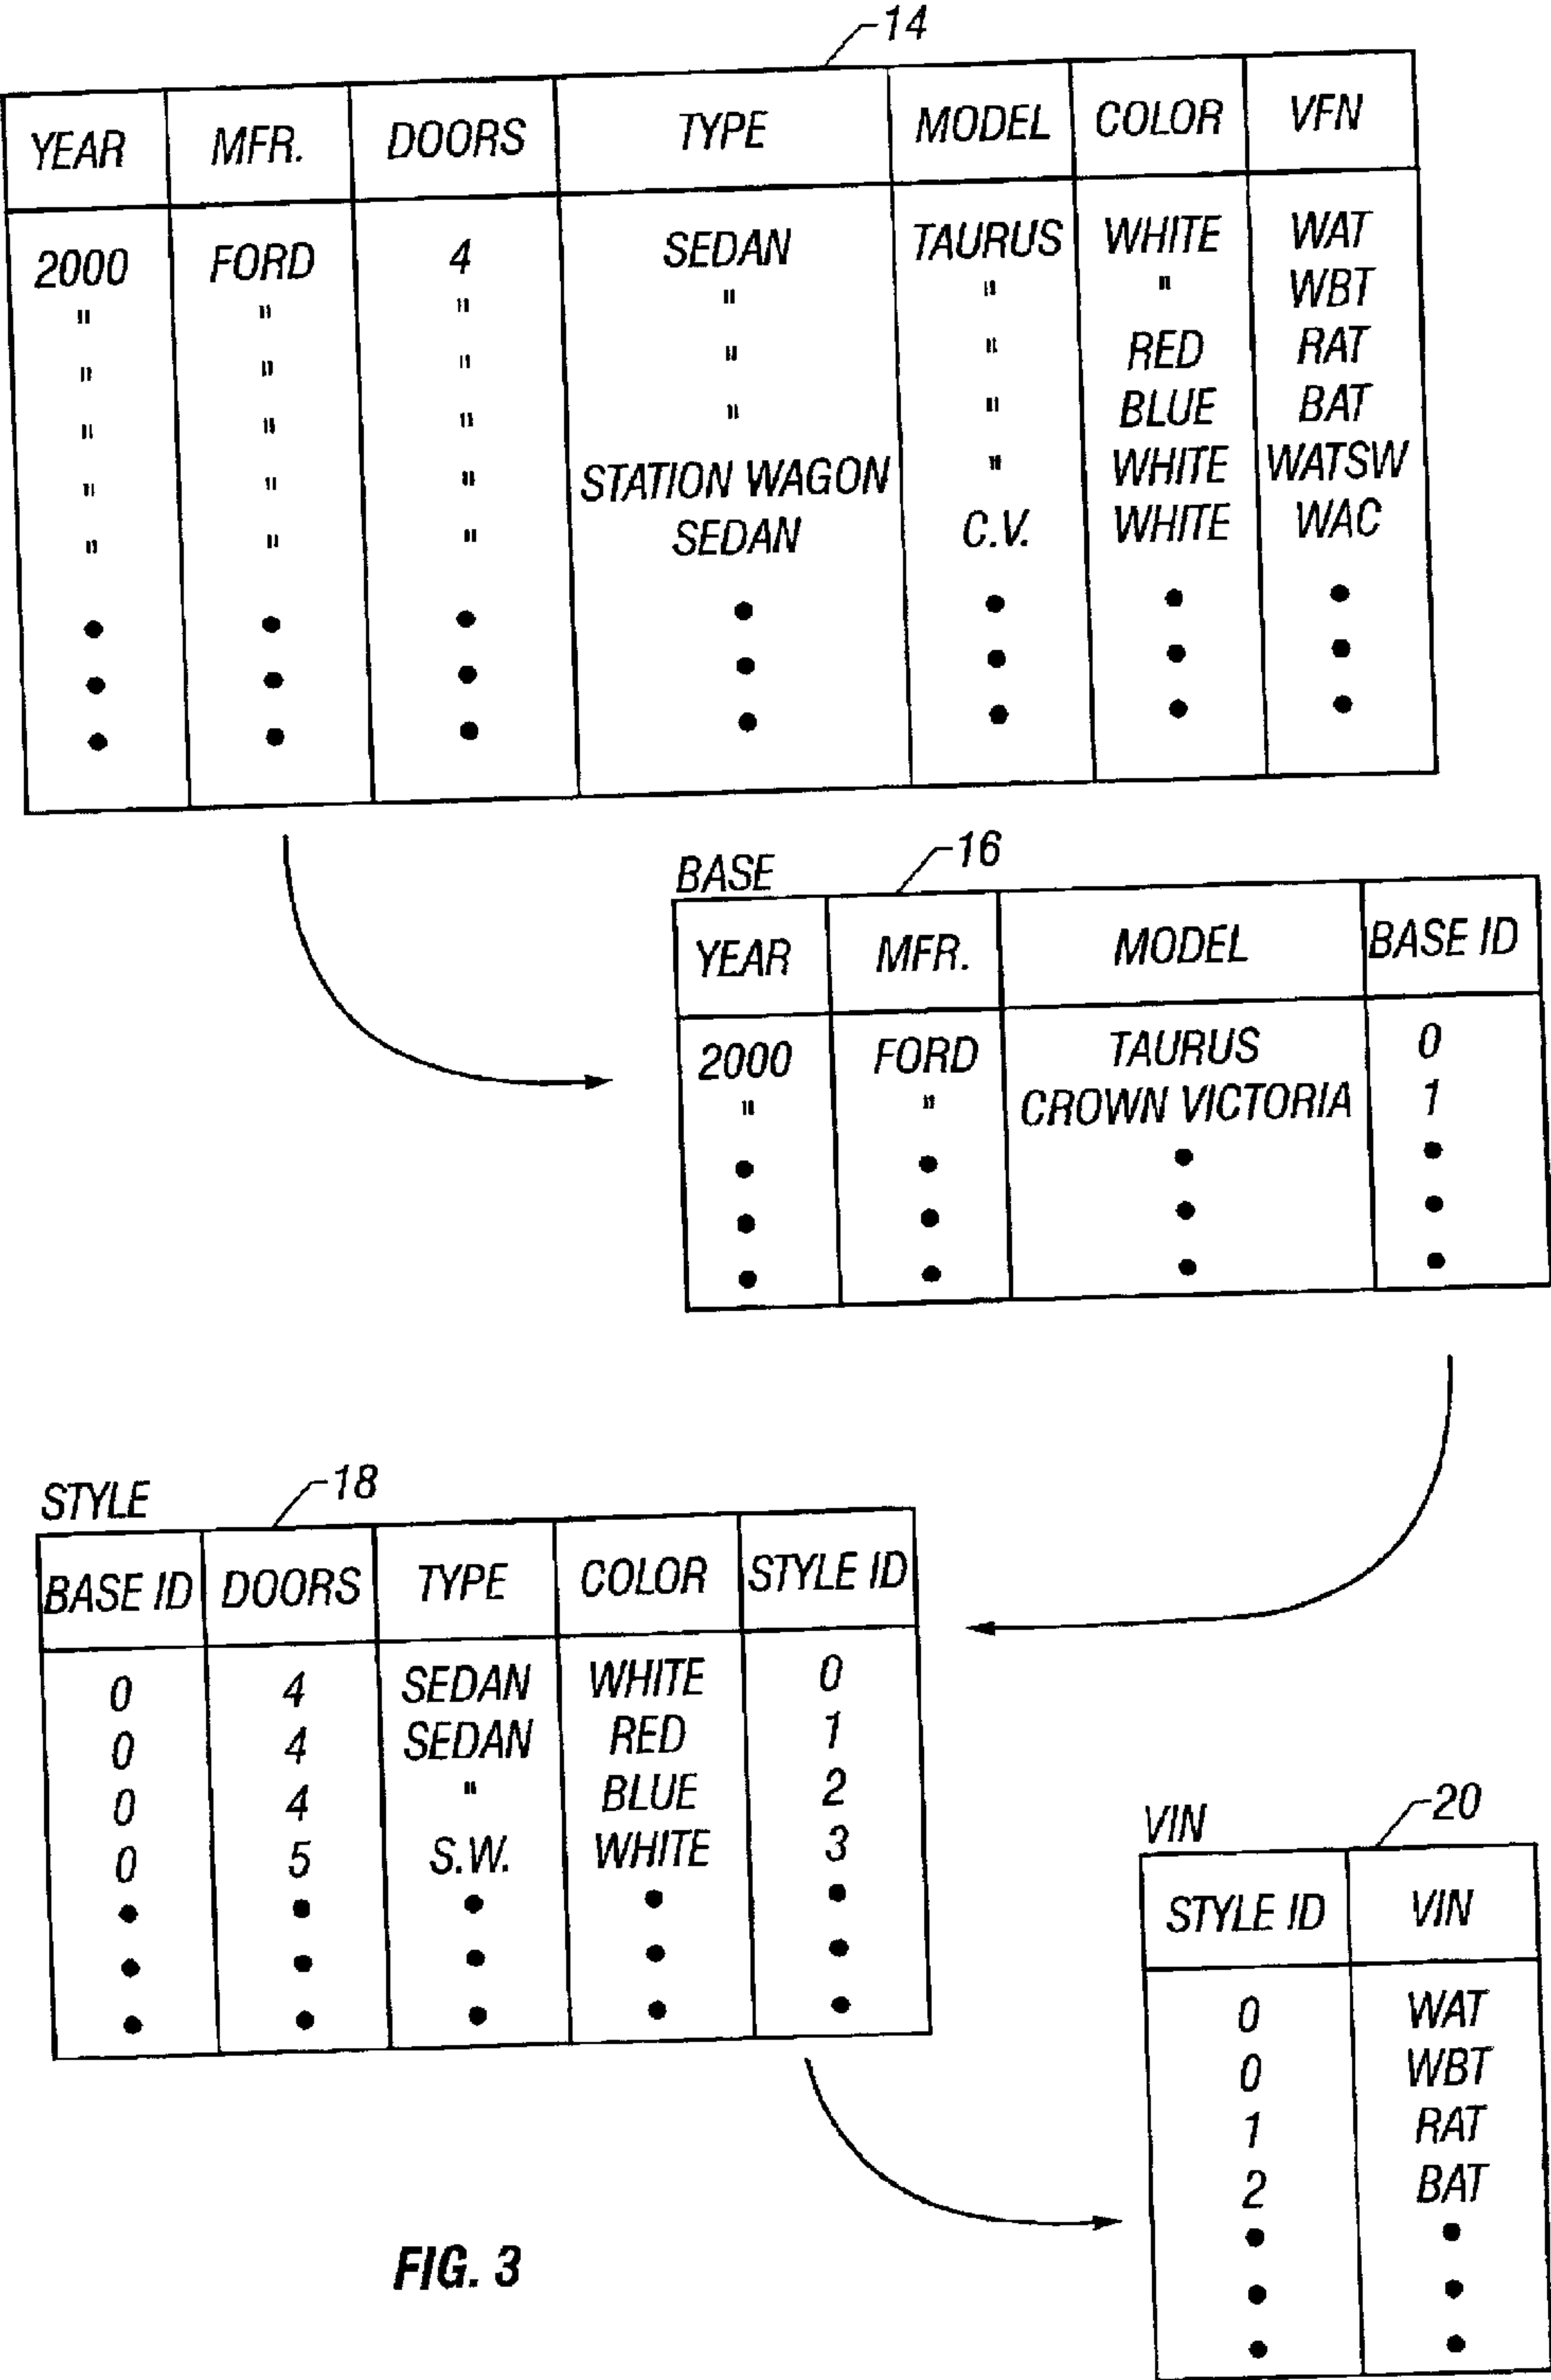 14
YEAR MFR. DOORS TYPE MODEL COLOR VFN
2000 FORD 4 SEDAN TAURUS WHITE WAT
" " " " " " WBT
" " " " " RED RAT
" " " " " BLUE BAT
" " " STATION WAGON " WHITE WATSW
" " " SEDAN C.V. WHITE WAC
BASE 16
YEAR MFR. MODEL BASE ID
2000 FORD TAURUS 0
" " CROWN VICTORIA 1
STYLE 18
BASE ID DOORS TYPE COLOR STYLE ID
0 4 SEDAN WHITE 0
0 4 SEDAN RED 1
0 4 " BLUE 2
0 5 S.W. WHITE 3
VIN 20
STYLE ID VIN
0 WAT
0 WBT
1 RAT
2 BAT
FIG. 3